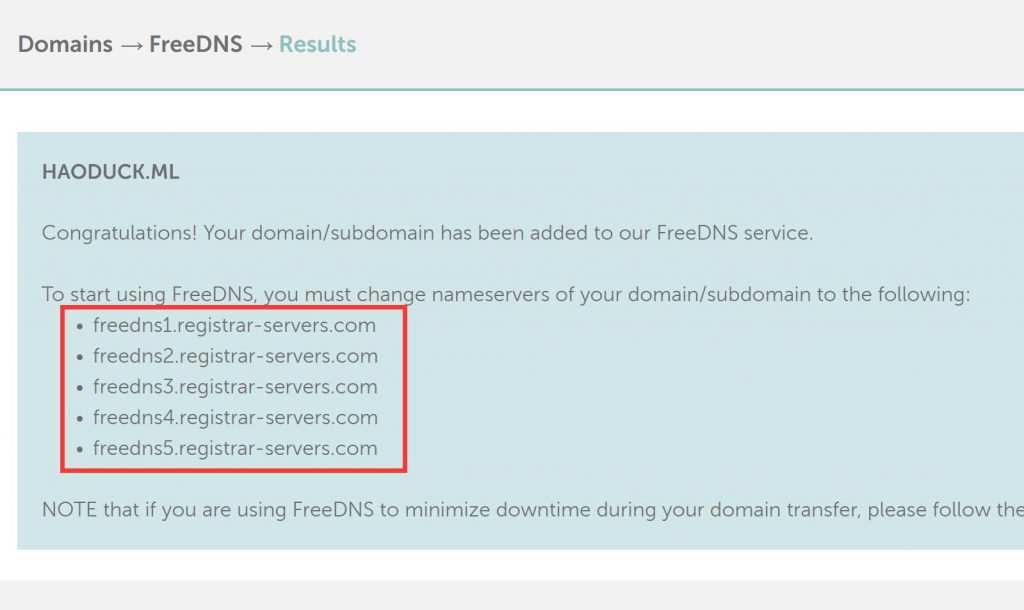 Domains → FreeDNS → Results
HAODUCK.ML
Congratulations! Your domain/subdomain has been added to our FreeDNS service.
To start using FreeDNS, you must change nameservers of your domain/subdomain to the following:
• freedns1.registrar-servers.com
• freedns2.registrar-servers.com
• freedns3.registrar-servers.com
• freedns4.registrar-servers.com
• freedns5.registrar-servers.com
NOTE that if you are using FreeDNS to minimize downtime during your domain transfer, please follow the